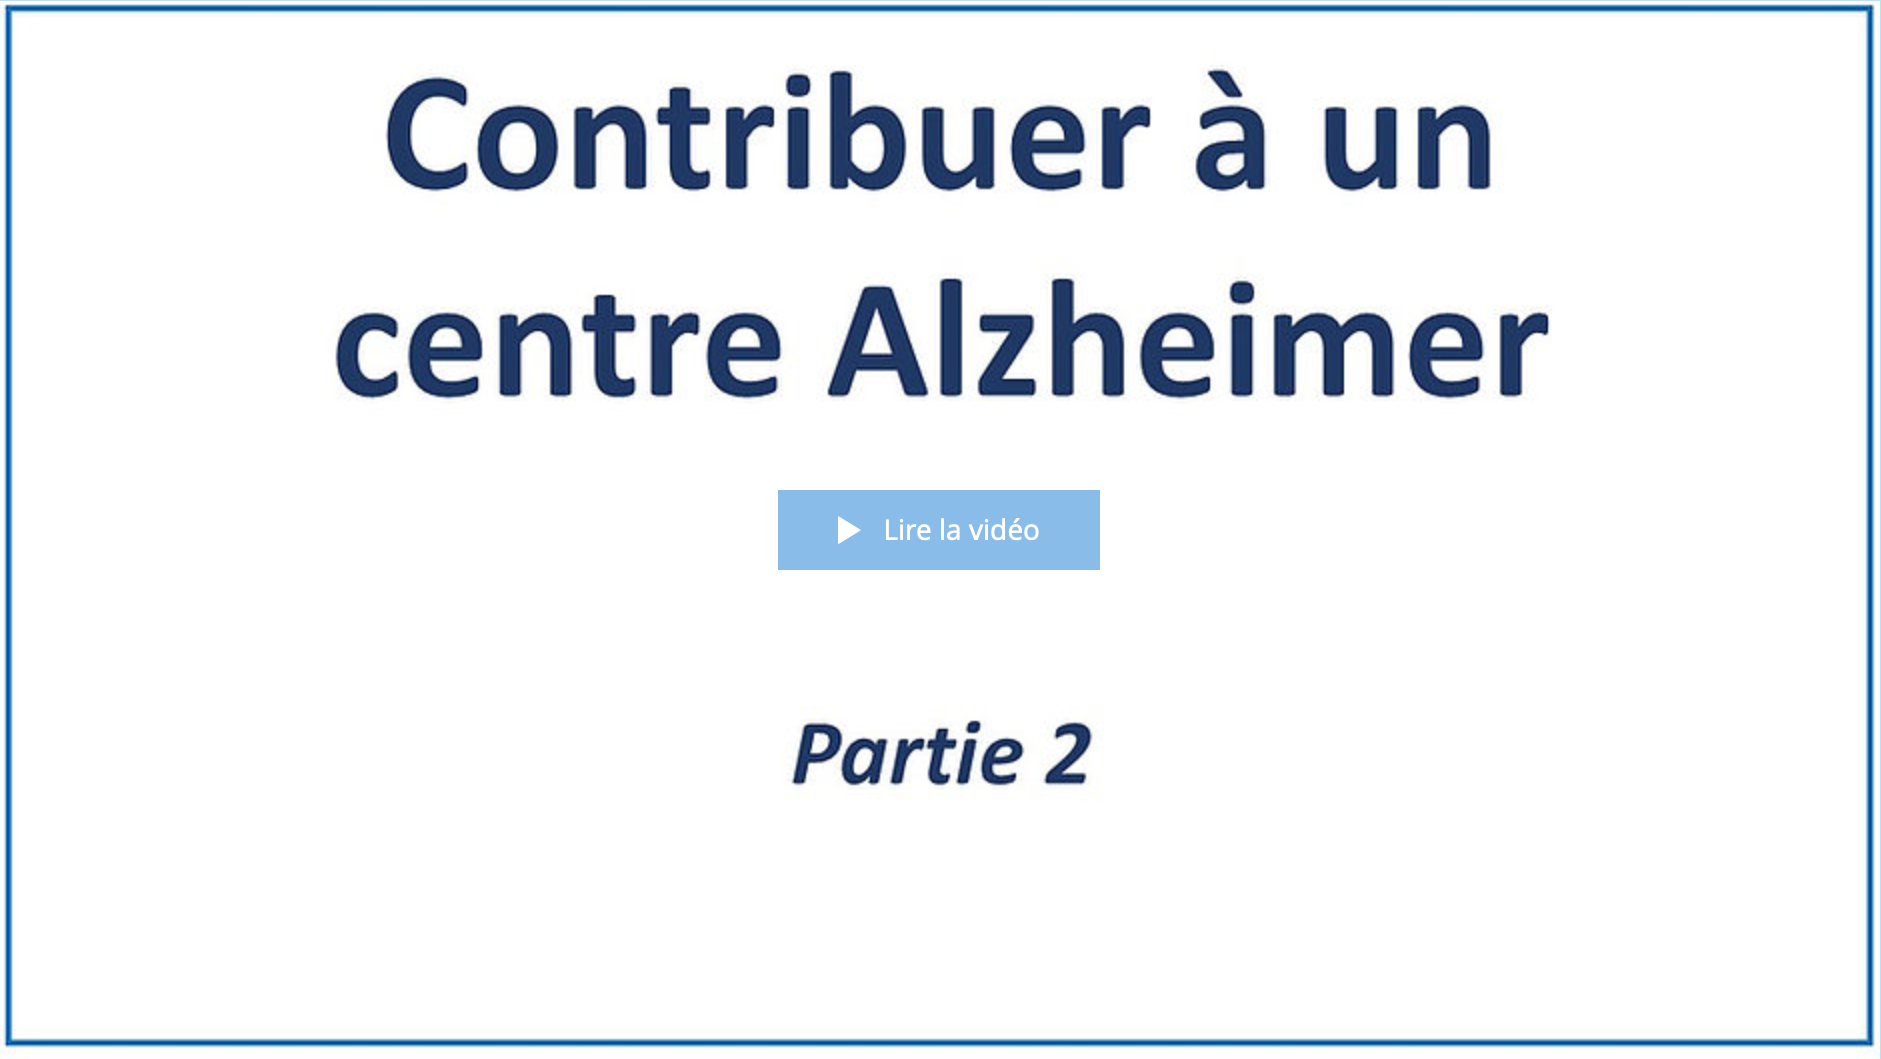 Contribuer à un
centre Alzheimer
Lire la vidéo
Partie 2